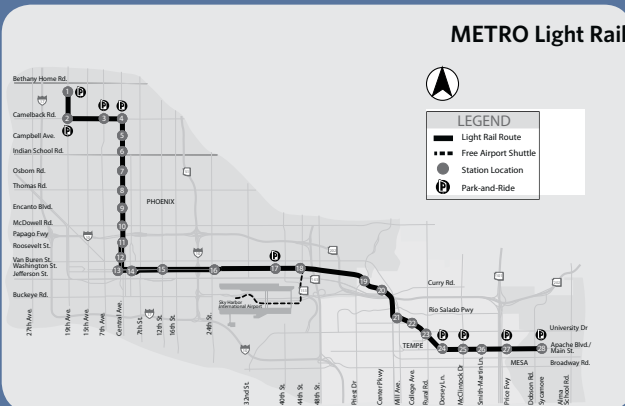 METRO Light Rail
LEGEND
Light Rail Route
Free Airport Shuttle
Station Location
Park-and-Ride
Bethany Home Rd.
Camelback Rd.
Campbell Ave.
Indian School Rd.
Osborn Rd.
Thomas Rd.
Encanto Blvd.
McDowell Rd.
Papago Fwy
Roosevelt St.
Van Buren St.
Washington St.
Jefferson St.
Buckeye Rd.
PHOENIX
Sky Harbor
International Airport
Curry Rd.
Rio Salado Pwy
University Dr
Apache Blvd./
Main St.
Broadway Rd.
TEMPE
MESA
1
2
3
4
5
6
7
8
9
10
11
12
13
14
15
16
17
18
19
20
21
22
23
24
25
26
27
28
27th Ave.
19th Ave.
15th Ave.
7th Ave.
Central Ave.
7th St.
12th St.
16th St.
24th St.
32nd St.
40th St.
44th St.
48th St.
Priest Dr
Center Pkwy
Mill Ave.
College Ave.
Rural Rd.
Dorsey Ln.
McClintock Dr
Smith-Martin Ln.
Price Fwy
Dobson Rd.
Sycamore
Alma
School Rd.